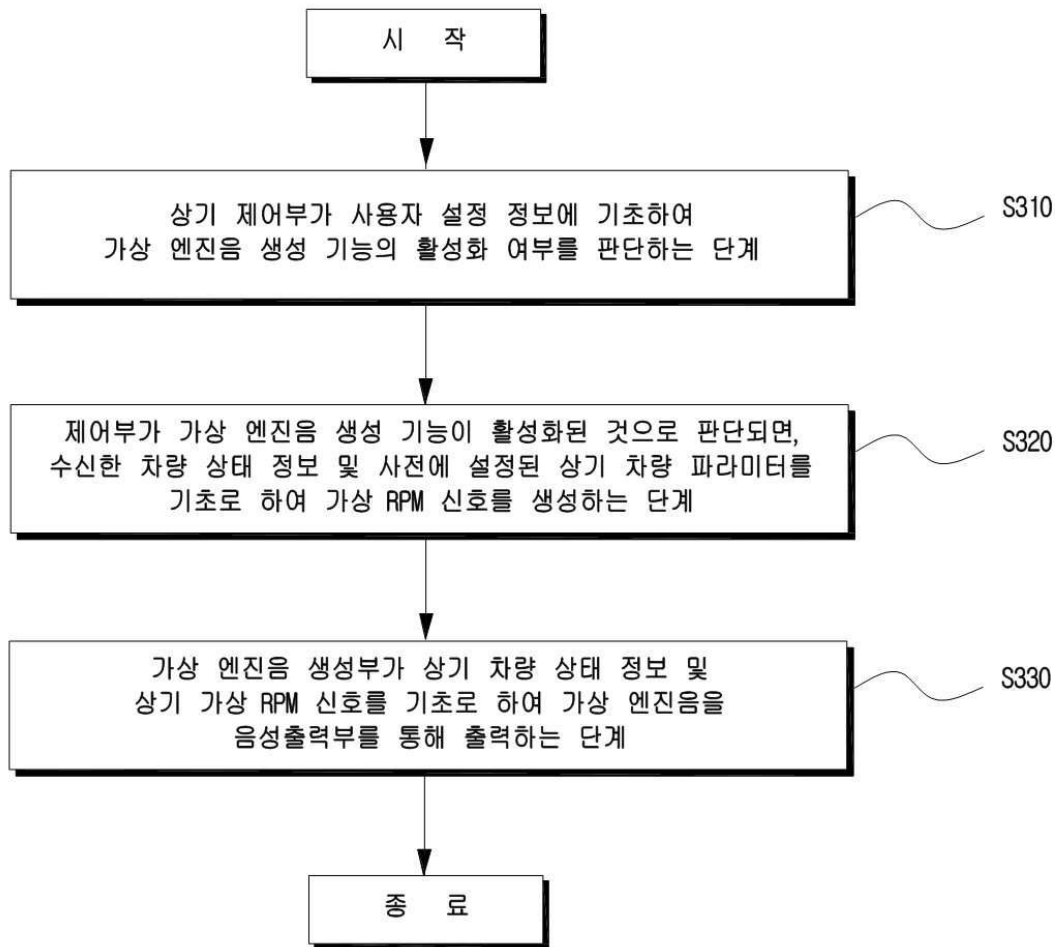 시 작
상기 제어부가 사용자 설정 정보에 기초하여
가상 엔진음 생성 기능의 활성화 여부를 판단하는 단계
S310
제어부가 가상 엔진음 생성 기능이 활성화된 것으로 판단되면,
수신한 차량 상태 정보 및 사전에 설정된 상기 차량 파라미터를
기초로 하여 가상 RPM 신호를 생성하는 단계
S320
가상 엔진음 생성부가 상기 차량 상태 정보 및
상기 가상 RPM 신호를 기초로 하여 가상 엔진음을
음성출력부를 통해 출력하는 단계
S330
종 료